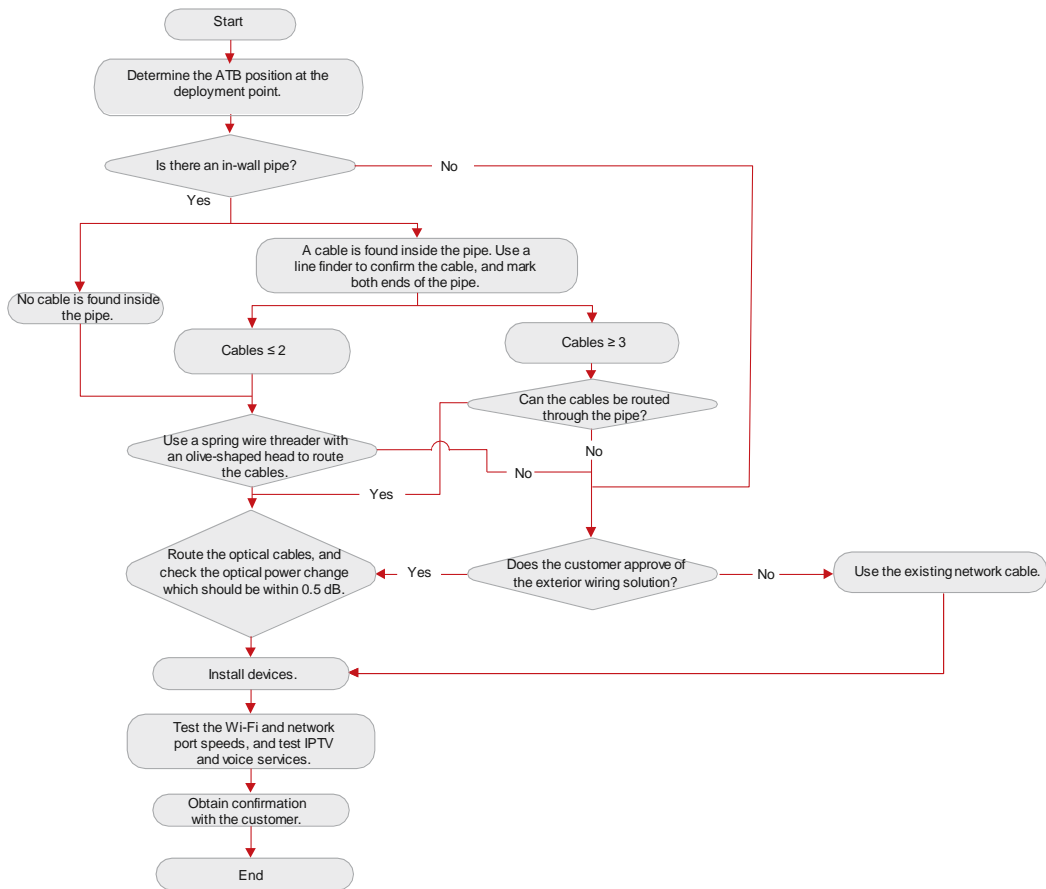 Start
Determine the ATB position at the
deployment point.
Is there an in-wall pipe?
No
Yes
A cable is found inside the pipe. Use a
line finder to confirm the cable, and mark
both ends of the pipe.
No cable is found inside
the pipe.
Cables ≤ 2
Cables ≥ 3
Can the cables be routed
through the pipe?
Use a spring wire threader with
an olive-shaped head to route
the cables.
No
No
Yes
Route the optical cables, and
check the optical power change
which should be within 0.5 dB.
Yes
Does the customer approve of
the exterior wiring solution?
No
Use the existing network cable.
Install devices.
Test the Wi-Fi and network
port speeds, and test IPTV
and voice services.
Obtain confirmation
with the customer.
End